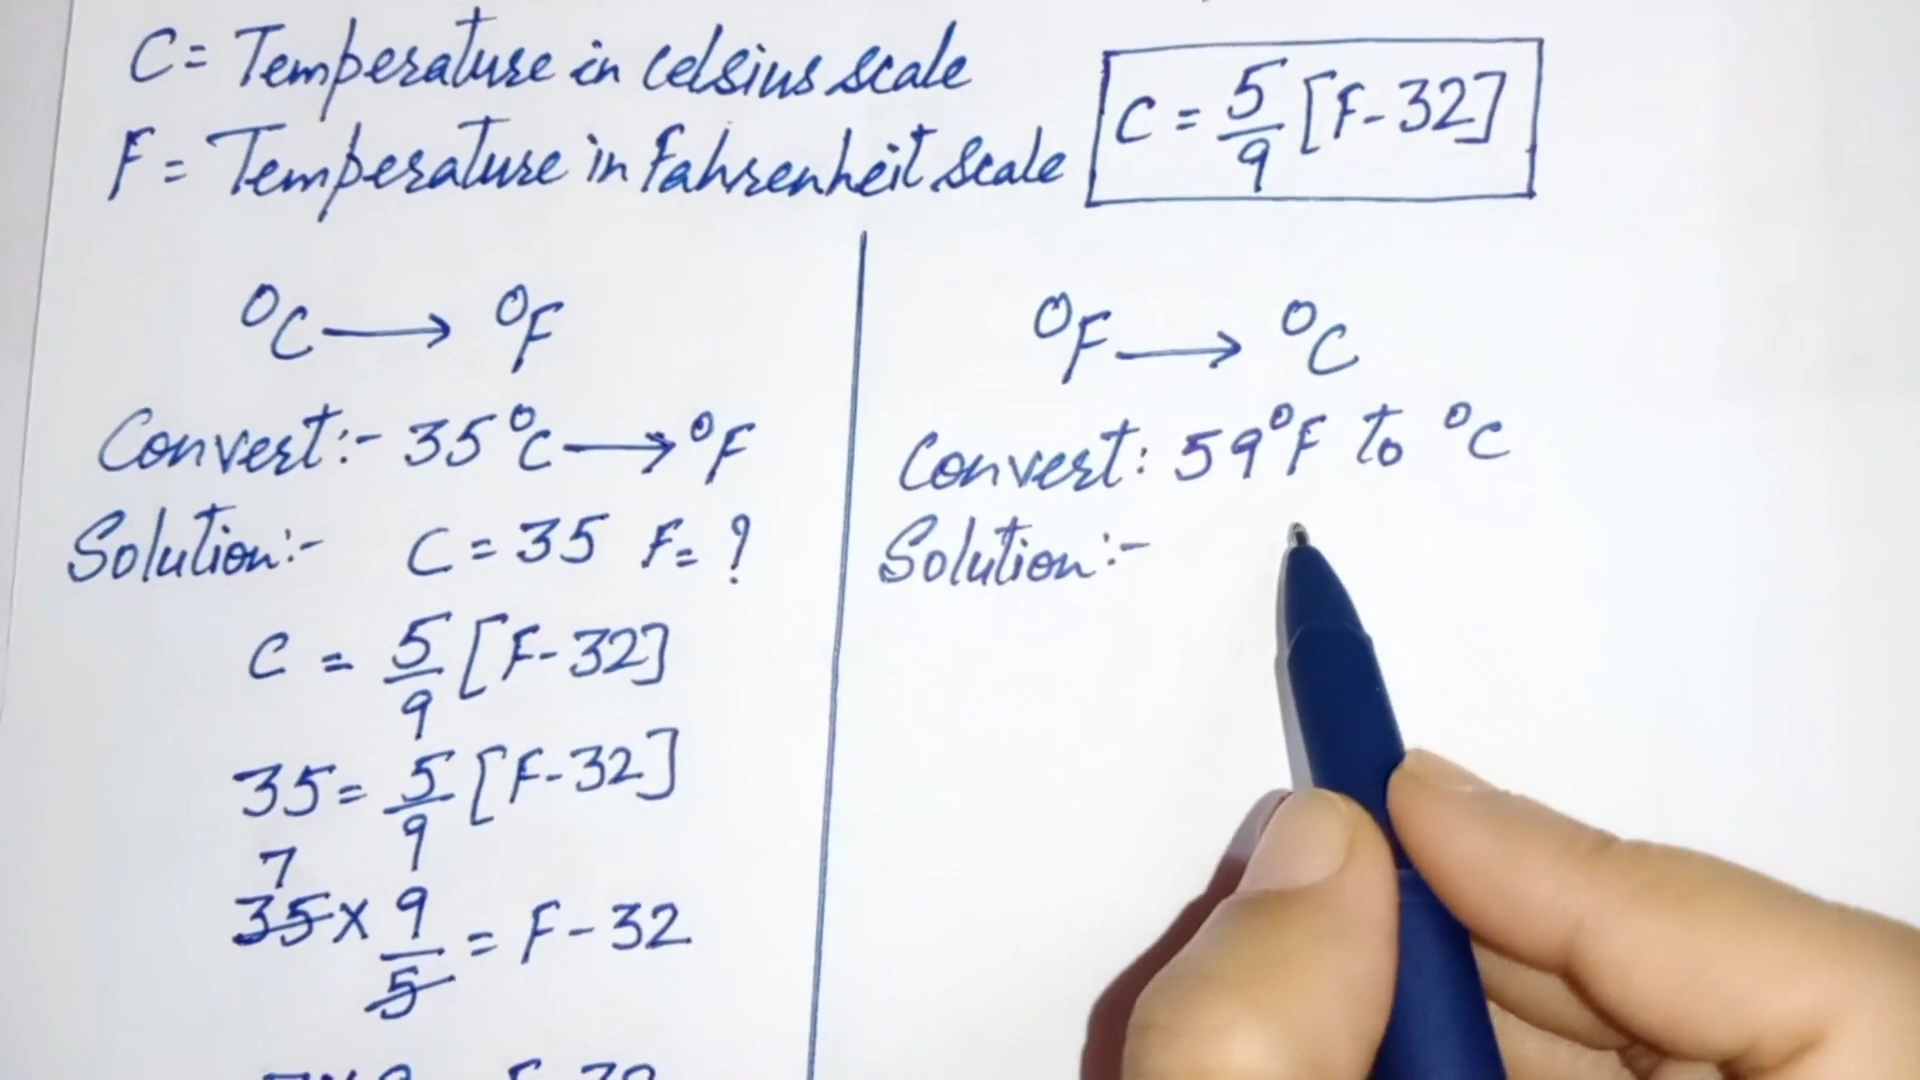 C = Temperature in Celsius scale
F = Temperature in Fahrenheit Scale
C = 5/9 [F-32]
°C → °F
Convert:- 35°C → °F
Solution:- C = 35 F = ?
C = 5/9 [F-32]
35 = 5/9 [F-32]
7
35 × 9/5 = F - 32
°F → °C
Convert: 59°F to °C
Solution:-